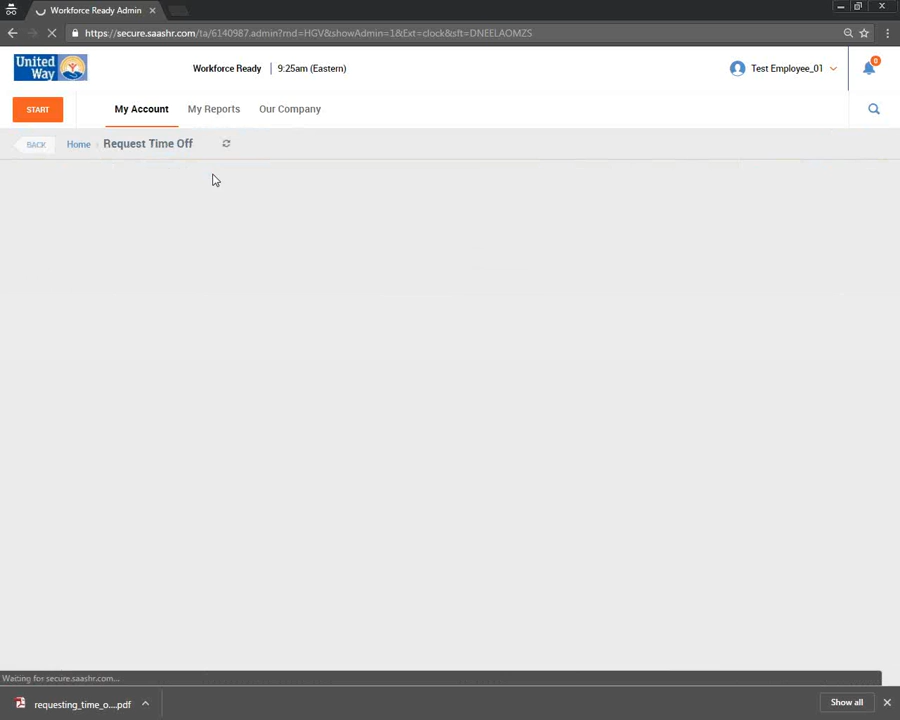 Workforce Ready Admin
https://secure.saashr.com/ta/6140987.admin?rnd=HGV&showAdmin=1&Ext=clock&sft=DNEELAOMZS
United Way
Workforce Ready | 9:25am (Eastern)
Test Employee_01
0
START
My Account
My Reports
Our Company
BACK
Home
Request Time Off
Waiting for secure.saashr.com...
requesting_time_o....pdf
Show all